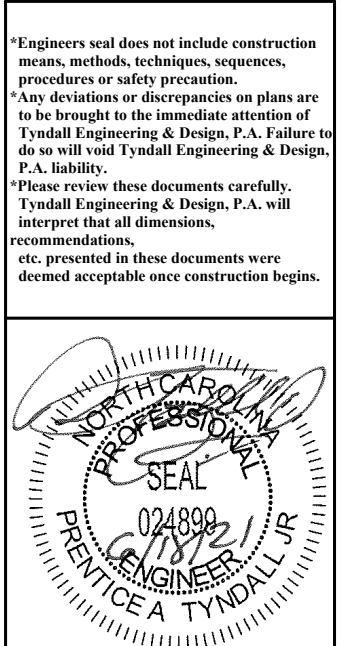 *Engineers seal does not include construction
means, methods, techniques, sequences,
procedures or safety precaution.
*Any deviations or discrepancies on plans are
to be brought to the immediate attention of
Tyndall Engineering & Design, P.A. Failure to
do so will void Tyndall Engineering & Design,
P.A. liability.
*Please review these documents carefully.
Tyndall Engineering & Design, P.A. will
interpret that all dimensions,
recommendations,
etc. presented in these documents were
deemed acceptable once construction begins.
NORTH CAROLINA
PROFESSIONAL
SEAL
024899
6/18/21
ENGINEER
PRENTICE A TYNDALL JR